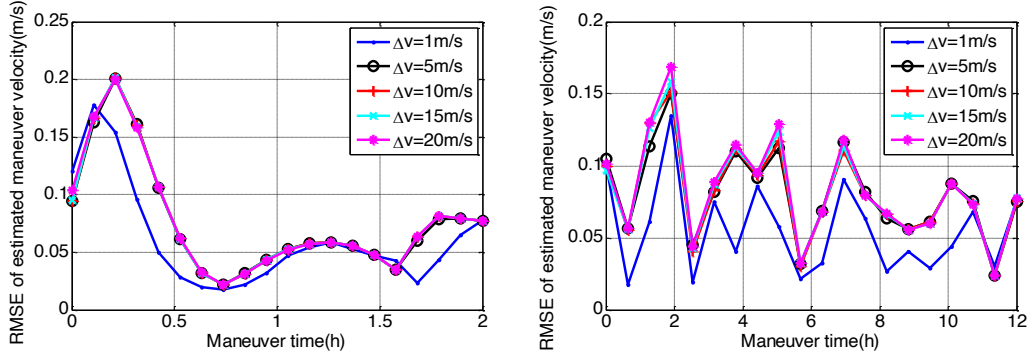 RMSE of estimated maneuver velocity(m/s)
0.25
0.2
0.15
0.1
0.05
0
0 0.5 1 1.5 2
Maneuver time(h)
Δv=1m/s
Δv=5m/s
Δv=10m/s
Δv=15m/s
Δv=20m/s
RMSE of estimated maneuver velocity(m/s)
0.2
0.15
0.1
0.05
0
0 2 4 6 8 10 12
Maneuver time(h)
Δv=1m/s
Δv=5m/s
Δv=10m/s
Δv=15m/s
Δv=20m/s